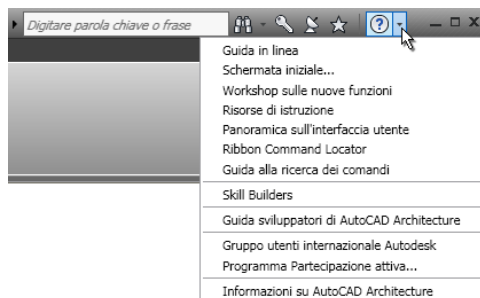 Digitare parola chiave o frase
Guida in linea
Schermata iniziale...
Workshop sulle nuove funzioni
Risorse di istruzione
Panoramica sull'interfaccia utente
Ribbon Command Locator
Guida alla ricerca dei comandi
Skill Builders
Guida sviluppatori di AutoCAD Architecture
Gruppo utenti internazionale Autodesk
Programma Partecipazione attiva...
Informazioni su AutoCAD Architecture